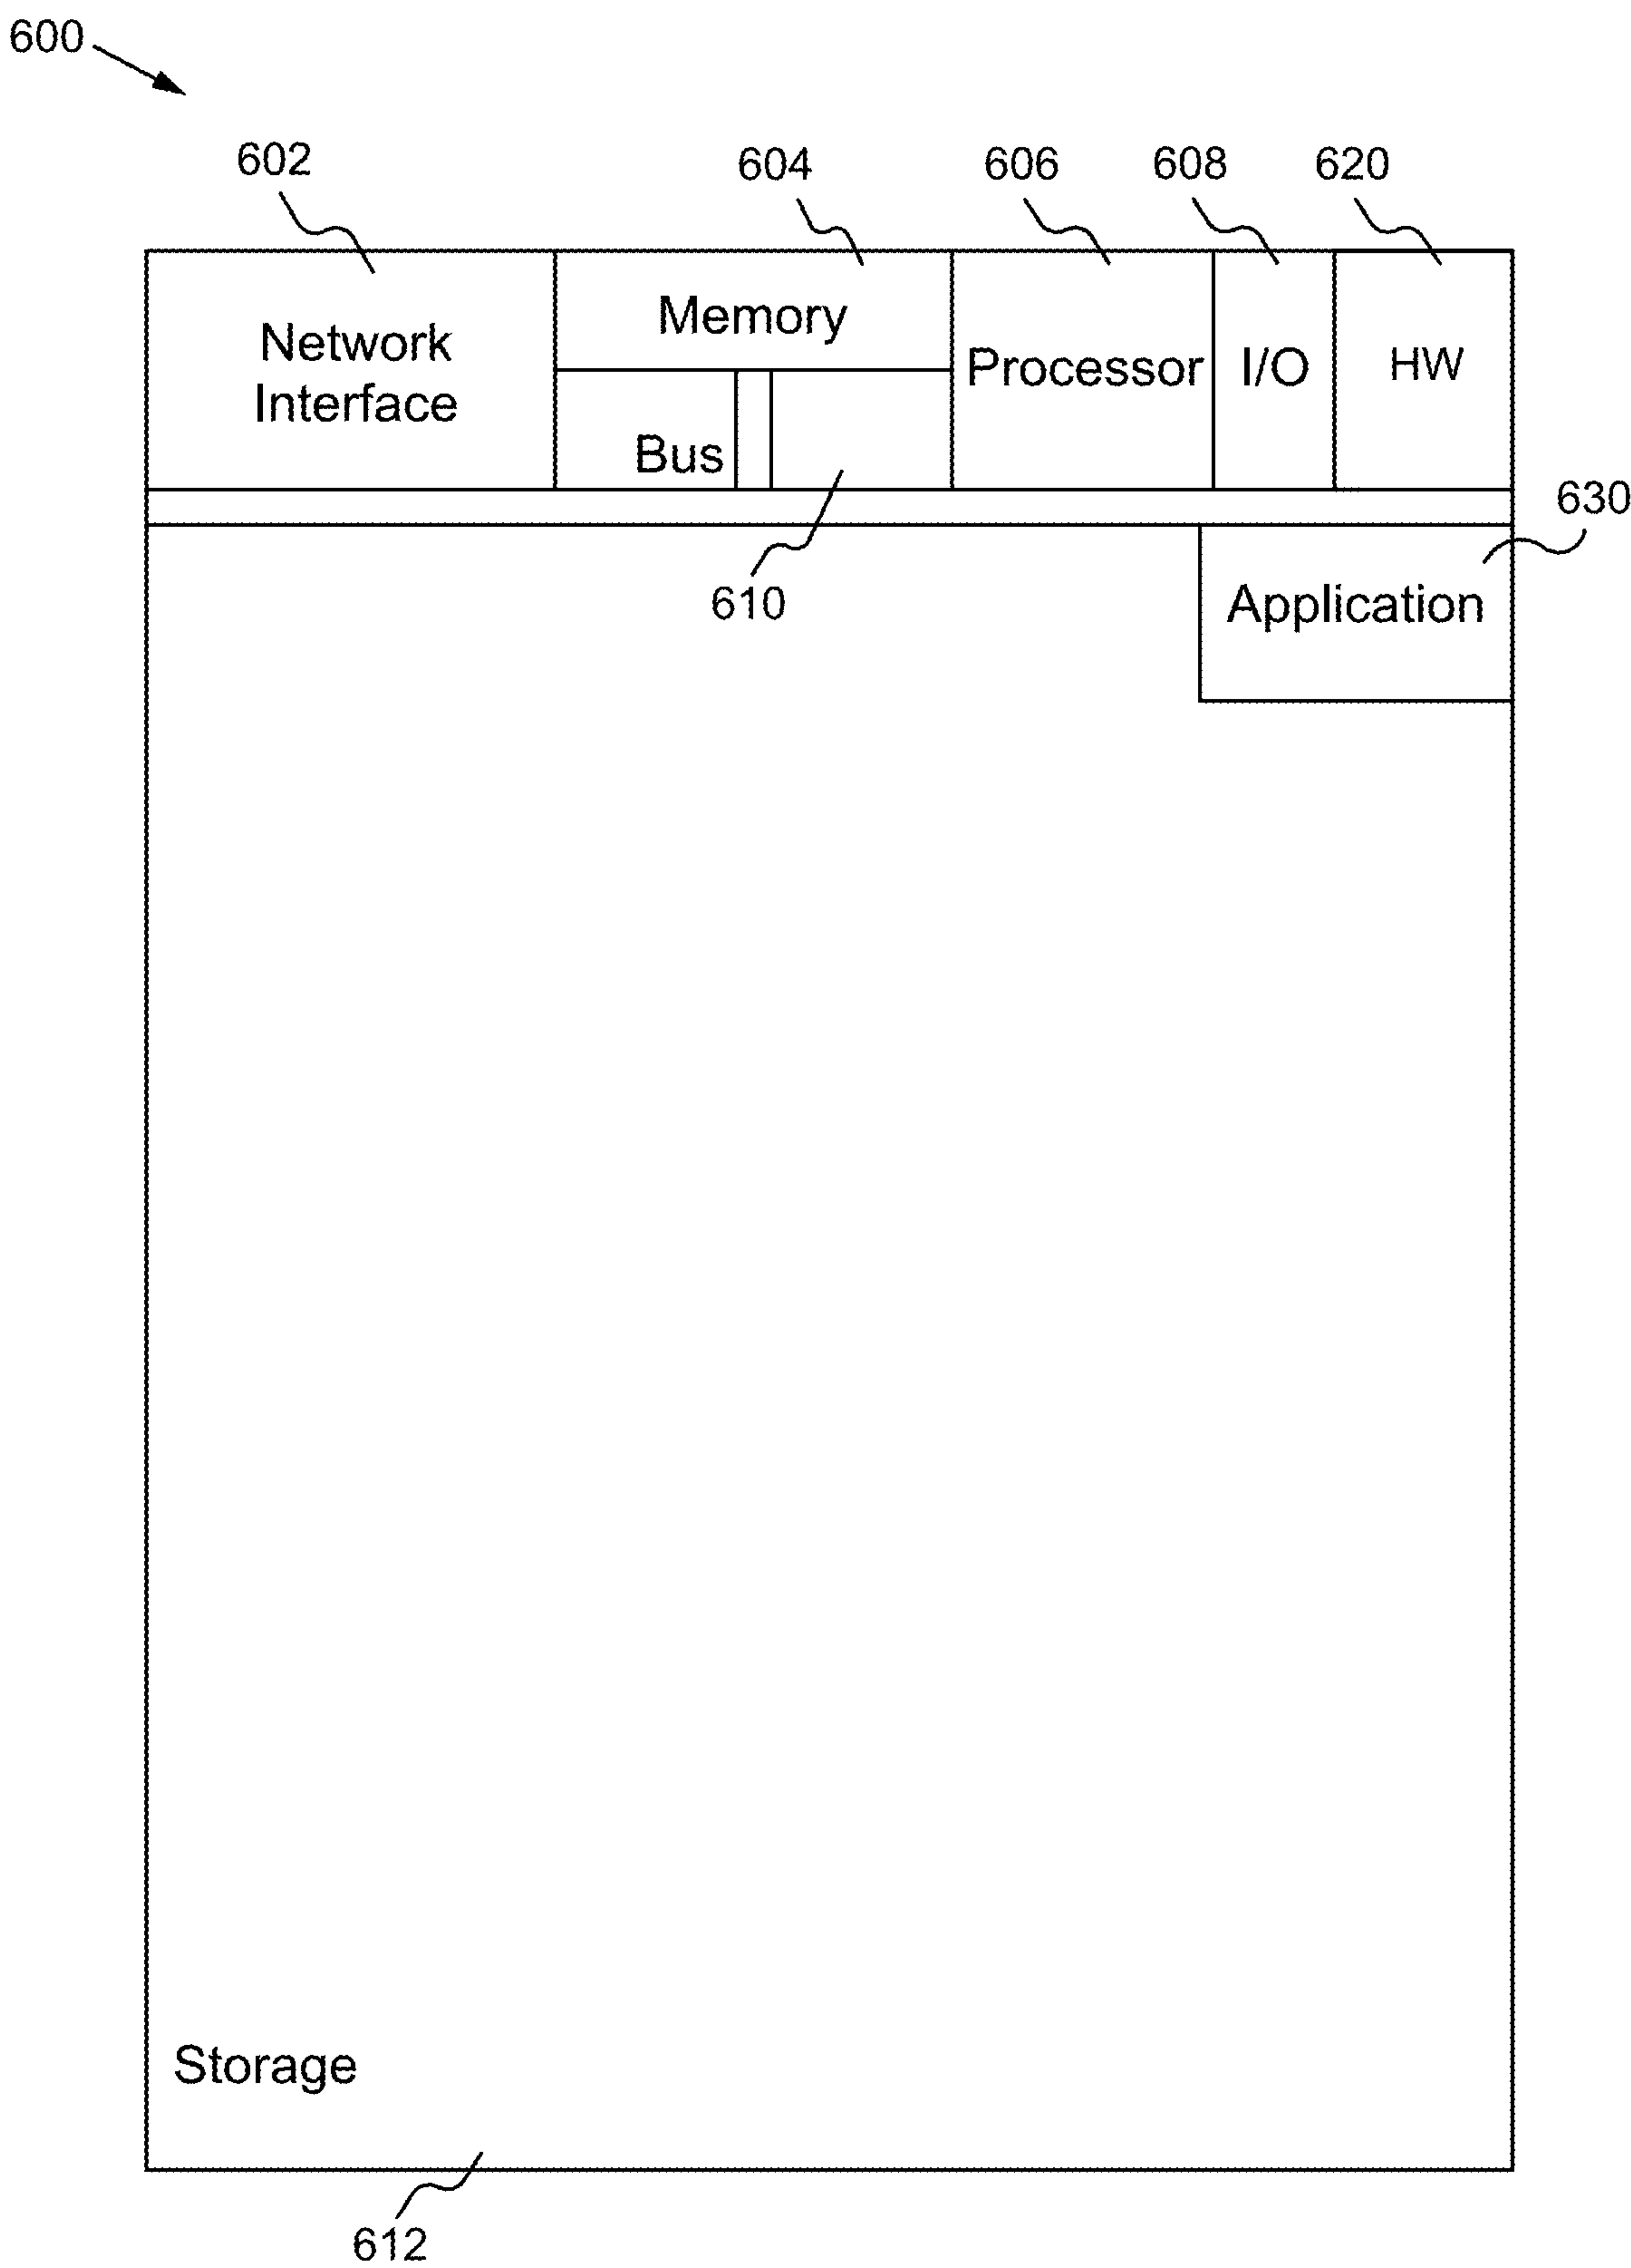 600
602
604
606
608
620
Network
Interface
Memory
Processor
I/O
HW
Bus
630
610
Application
Storage
612